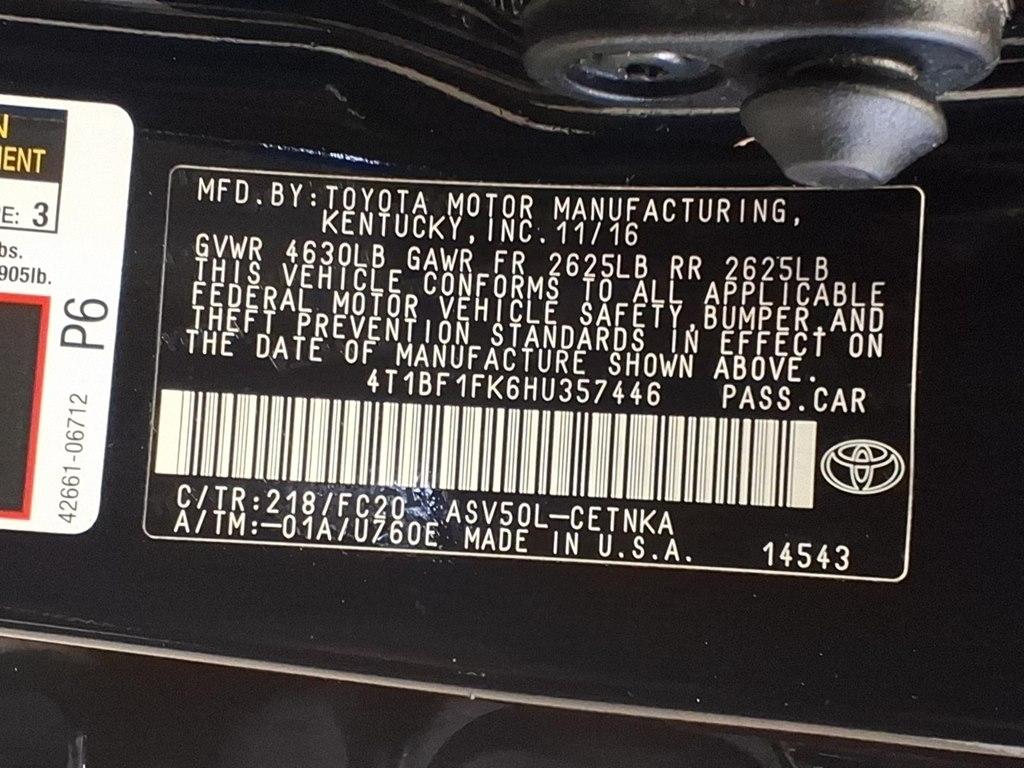 N
MENT
E: 3
bs.
905lb.
P6
42661-06712
MFD.BY:TOYOTA MOTOR MANUFACTURING,
KENTUCKY,INC.11/16
GVWR 4630LB GAWR FR 2625LB RR 2625LB
THIS VEHICLE CONFORMS TO ALL APPLICABLE
FEDERAL MOTOR VEHICLE SAFETY,BUMPER,AND
THEFT PREVENTION STANDARDS IN EFFECT ON
THE DATE OF MANUFACTURE SHOWN ABOVE.
4T1BF1FK6HU357446 PASS.CAR
C/TR:218/FC20 ASV50L-CETNKA
A/TM:-01A/U760E MADE IN U.S.A. 14543